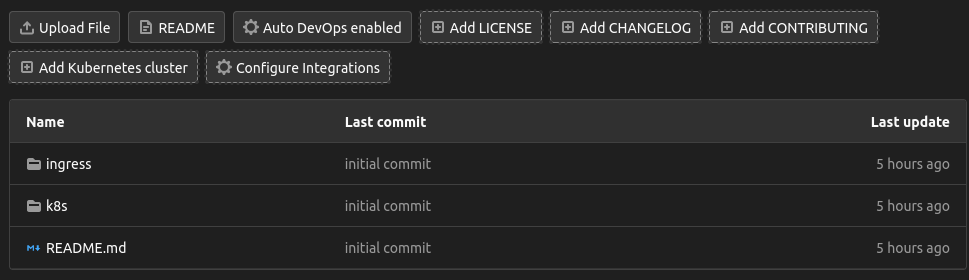 Upload File README Auto DevOps enabled Add LICENSE Add CHANGELOG Add CONTRIBUTING
Add Kubernetes cluster Configure Integrations
Name Last commit Last update
ingress initial commit 5 hours ago
k8s initial commit 5 hours ago
README.md initial commit 5 hours ago